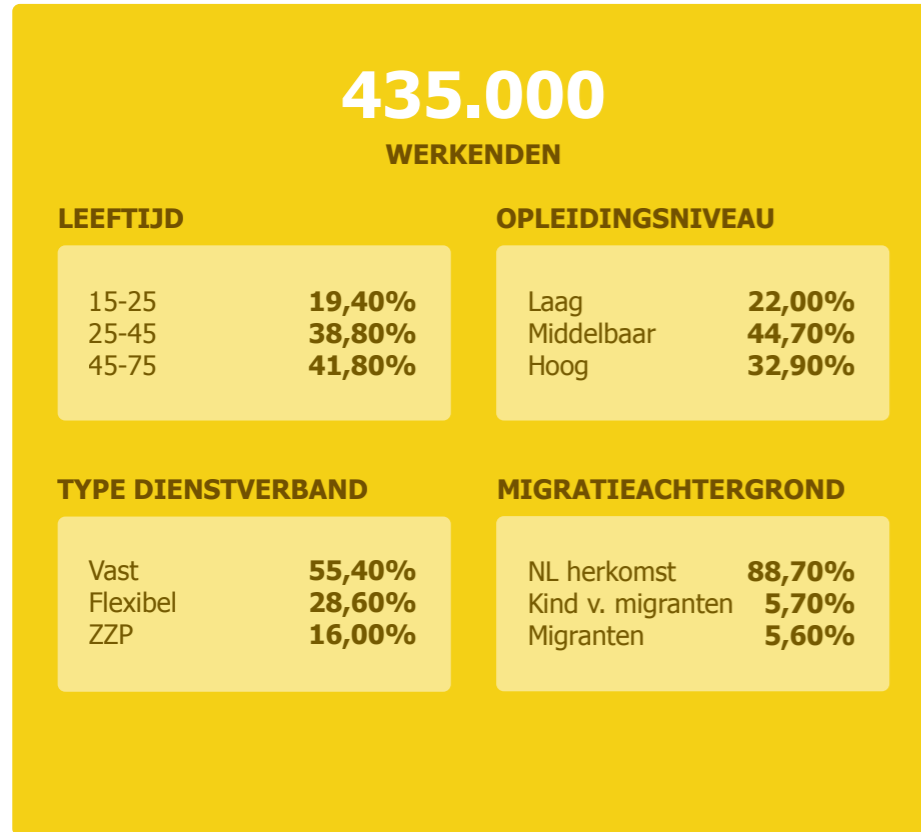 435.000
WERKENDEN
LEEFTIJD
15-25 19,40%
25-45 38,80%
45-75 41,80%
OPLEIDINGSNIVEAU
Laag 22,00%
Middelbaar 44,70%
Hoog 32,90%
TYPE DIENSTVERBAND
Vast 55,40%
Flexibel 28,60%
ZZP 16,00%
MIGRATIEACHTERGROND
NL herkomst 88,70%
Kind v. migranten 5,70%
Migranten 5,60%